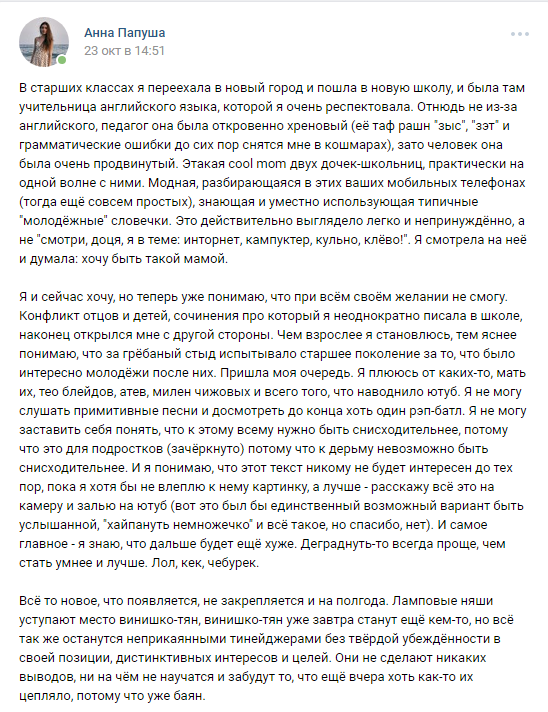 Анна Папуша
23 окт в 14:51
В старших классах я переехала в новый город и пошла в новую школу, и была там
учительница английского языка, которой я очень респектовала. Отнюдь не из-за
английского, педагог она была откровенно хреновый (её таф рашн "зыс", "зэт" и
грамматические ошибки до сих пор снятся мне в кошмарах), зато человек она
была очень продвинутый. Этакая cool mom двух дочек-школьниц, практически на
одной волне с ними. Модная, разбирающаяся в этих ваших мобильных телефонах
(тогда ещё совсем простых), знающая и уместно использующая типичные
"молодёжные" словечки. Это действительно выглядело легко и непринуждённо, а
не "смотри, доця, я в теме: инторнет, кампуктер, кульно, клёво!". Я смотрела на неё
и думала: хочу быть такой мамой.
Я и сейчас хочу, но теперь уже понимаю, что при всём своём желании не смогу.
Конфликт отцов и детей, сочинения про который я неоднократно писала в школе,
наконец открылся мне с другой стороны. Чем взрослее я становлюсь, тем яснее
понимаю, что за грёбаный стыд испытывало старшее поколение за то, что было
интересно молодёжи после них. Пришла моя очередь. Я плююсь от каких-то, мать
их, тео блейдов, атев, милен чижовых и всего того, что наводнило ютуб. Я не могу
слушать примитивные песни и досмотреть до конца хоть один рэп-батл. Я не могу
заставить себя понять, что к этому всему нужно быть снисходительнее, потому
что это для подростков (зачёркнуто) потому что к дерьму невозможно быть
снисходительнее. И я понимаю, что этот текст никому не будет интересен до тех
пор, пока я хотя бы не влеплю к нему картинку, а лучше - расскажу всё это на
камеру и залью на ютуб (вот это был бы единственный возможный вариант быть
услышанной, "хайпануть немножечко" и всё такое, но спасибо, нет). И самое
главное - я знаю, что дальше будет ещё хуже. Деграднуть-то всегда проще, чем
стать умнее и лучше. Лол, кек, чебурек.
Всё то новое, что появляется, не закрепляется и на полгода. Ламповые няши
уступают место винишко-тян, винишко-тян уже завтра станут ещё кем-то, но всё
так же останутся неприкаянными тинейджерами без твёрдой убеждённости в
своей позиции, дистинктивных интересов и целей. Они не сделают никаких
выводов, ни на чём не научатся и забудут то, что ещё вчера хоть как-то их
цепляло, потому что уже баян.